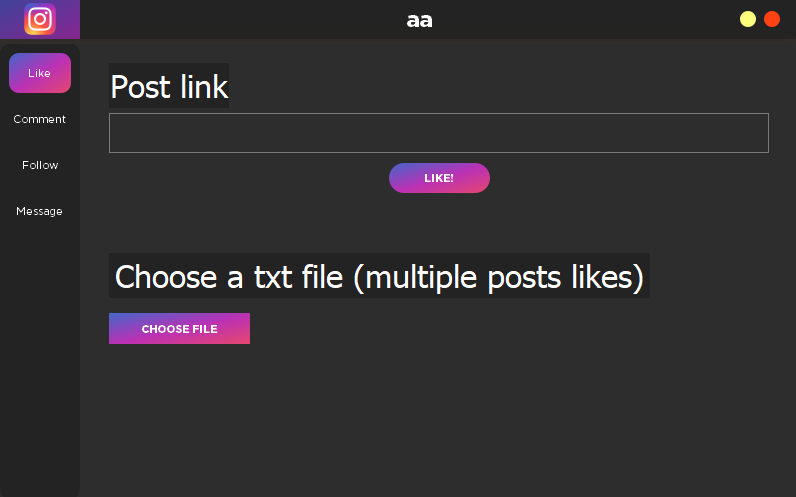 aa
Like
Comment
Follow
Message
Post link
LIKE!
Choose a txt file (multiple posts likes)
CHOOSE FILE